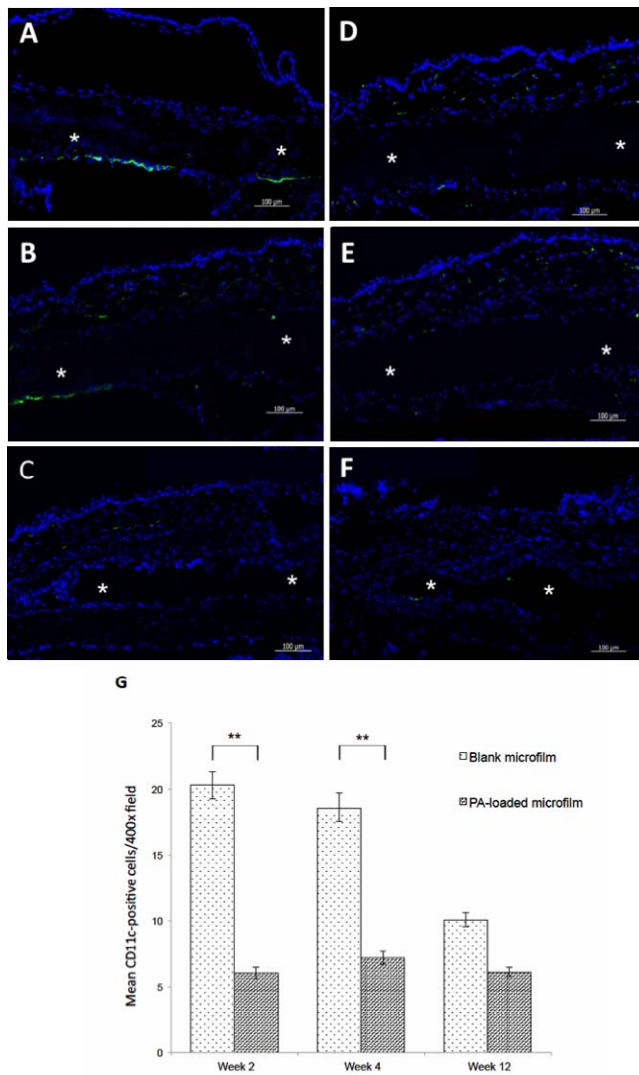 A
D
*
*
*
*
100 µm
100 µm
B
E
*
*
*
*
100 µm
100 µm
C
F
*
*
*
*
100 µm
100 µm
G
25
20
15
10
5
0
Mean CD11c-positive cells/400x field
**
**
Blank microfilm
PA-loaded microfilm
Week 2
Week 4
Week 12